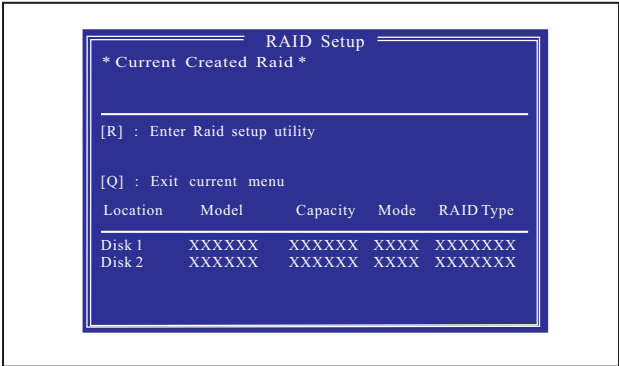 RAID Setup
* Current Created Raid *
[R] : Enter Raid setup utility
[Q] : Exit current menu
Location Model Capacity Mode RAID Type
Disk 1 XXXXXX XXXXXX XXXX XXXXXXX
Disk 2 XXXXXX XXXXXX XXXX XXXXXXX